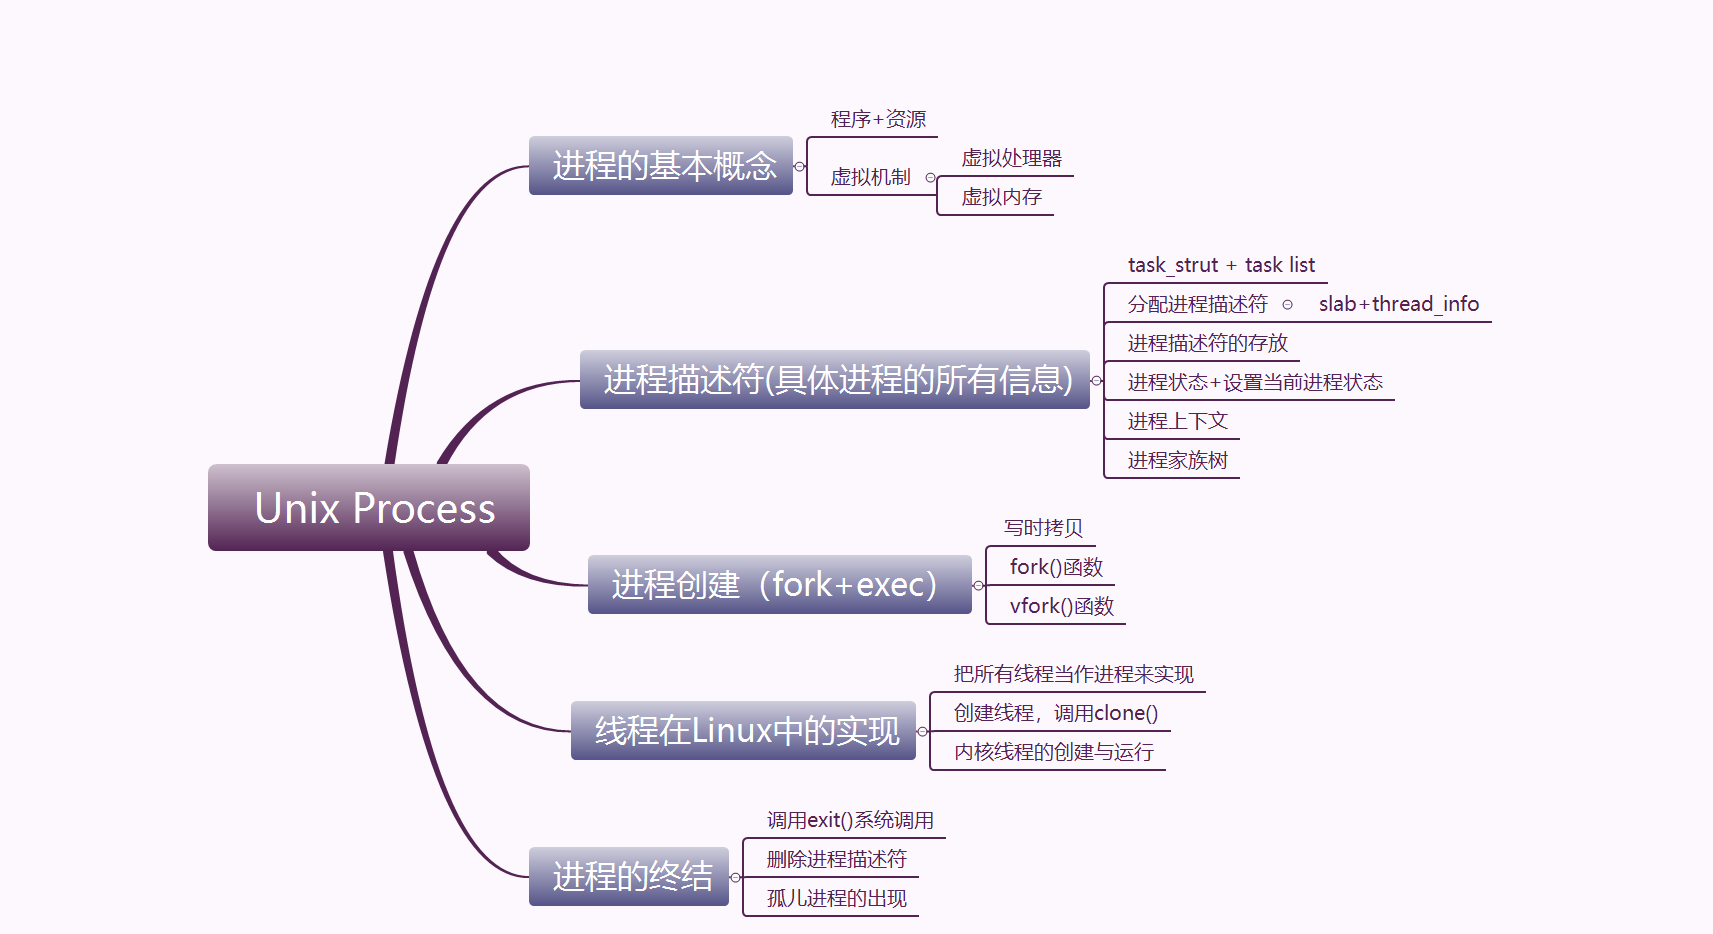 Unix Process
进程的基本概念
程序+资源
虚拟机制
虚拟处理器
虚拟内存
进程描述符(具体进程的所有信息)
task_strut + task list
分配进程描述符
slab+thread_info
进程描述符的存放
进程状态+设置当前进程状态
进程上下文
进程家族树
进程创建（fork+exec）
写时拷贝
fork()函数
vfork()函数
线程在Linux中的实现
把所有线程当作进程来实现
创建线程，调用clone()
内核线程的创建与运行
进程的终结
调用exit()系统调用
删除进程描述符
孤儿进程的出现